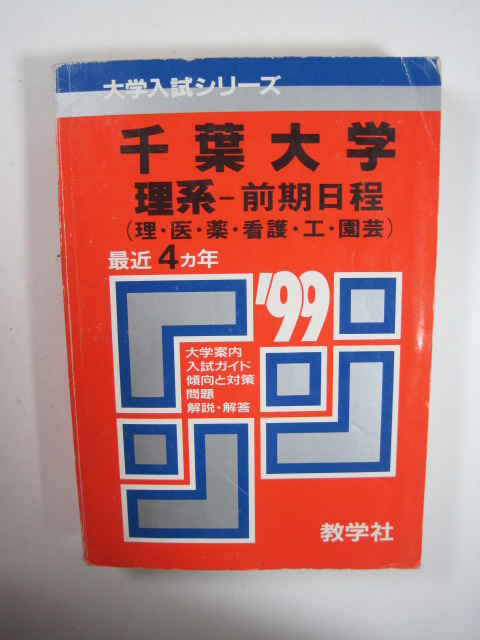 大学入試シリーズ
千葉大学
理系－前期日程
(理・医・薬・看護・工・園芸)
最近4ヵ年
'99
大学案内
入試ガイド
傾向と対策
問題
解説・解答
教学社